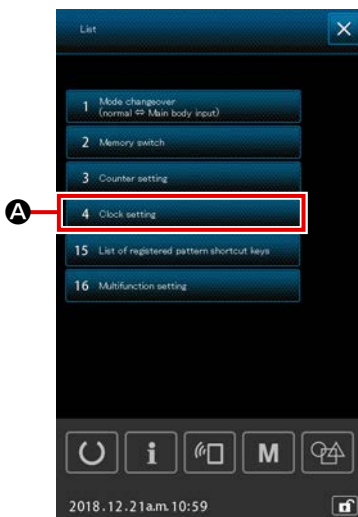 List
1 Mode changeover
(normal ⇔ Main body input)
2 Memory switch
3 Counter setting
A
4 Clock setting
15 List of registered pattern shortcut keys
16 Multifunction setting
i
M
2018.12.21a.m.10:59